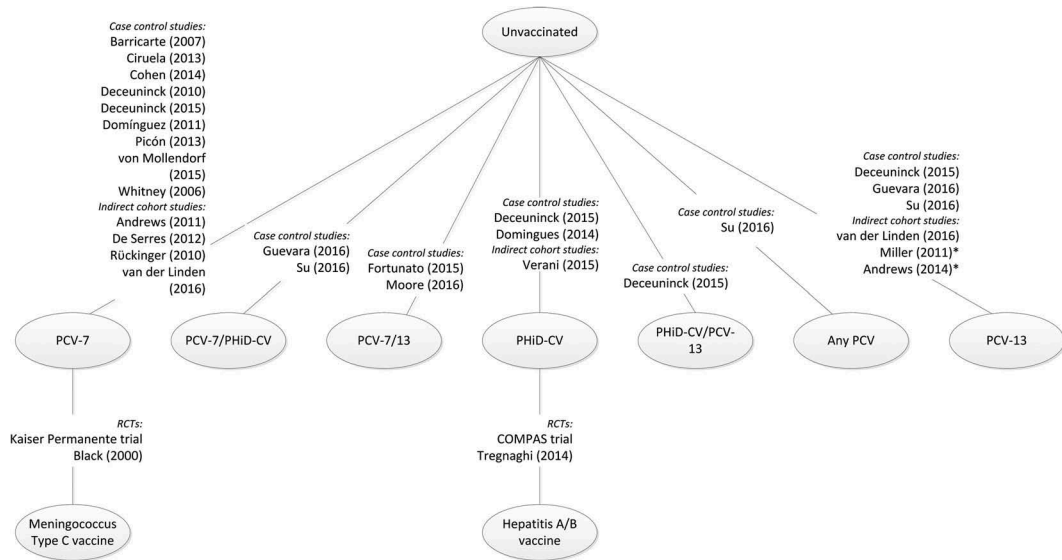 Unvaccinated
Case control studies:
Barricarte (2007)
Ciruela (2013)
Cohen (2014)
Deceuninck (2010)
Deceuninck (2015)
Domínguez (2011)
Picón (2013)
von Mollendorf
(2015)
Whitney (2006)
Indirect cohort studies:
Andrews (2011)
De Serres (2012)
Rückinger (2010)
van der Linden
(2016)
Case control studies:
Guevara (2016)
Su (2016)
Case control studies:
Fortunato (2015)
Moore (2016)
Case control studies:
Deceuninck (2015)
Domingues (2014)
Indirect cohort studies:
Verani (2015)
Case control studies:
Deceuninck (2015)
Case control studies:
Su (2016)
Case control studies:
Deceuninck (2015)
Guevara (2016)
Su (2016)
Indirect cohort studies:
van der Linden (2016)
Miller (2011)*
Andrews (2014)*
PCV-7
PCV-7/PHiD-CV
PCV-7/13
PHiD-CV
PHiD-CV/PCV-
13
Any PCV
PCV-13
RCTs:
Kaiser Permanente trial
Black (2000)
RCTs:
COMPAS trial
Tregnaghi (2014)
Meningococcus
Type C vaccine
Hepatitis A/B
vaccine